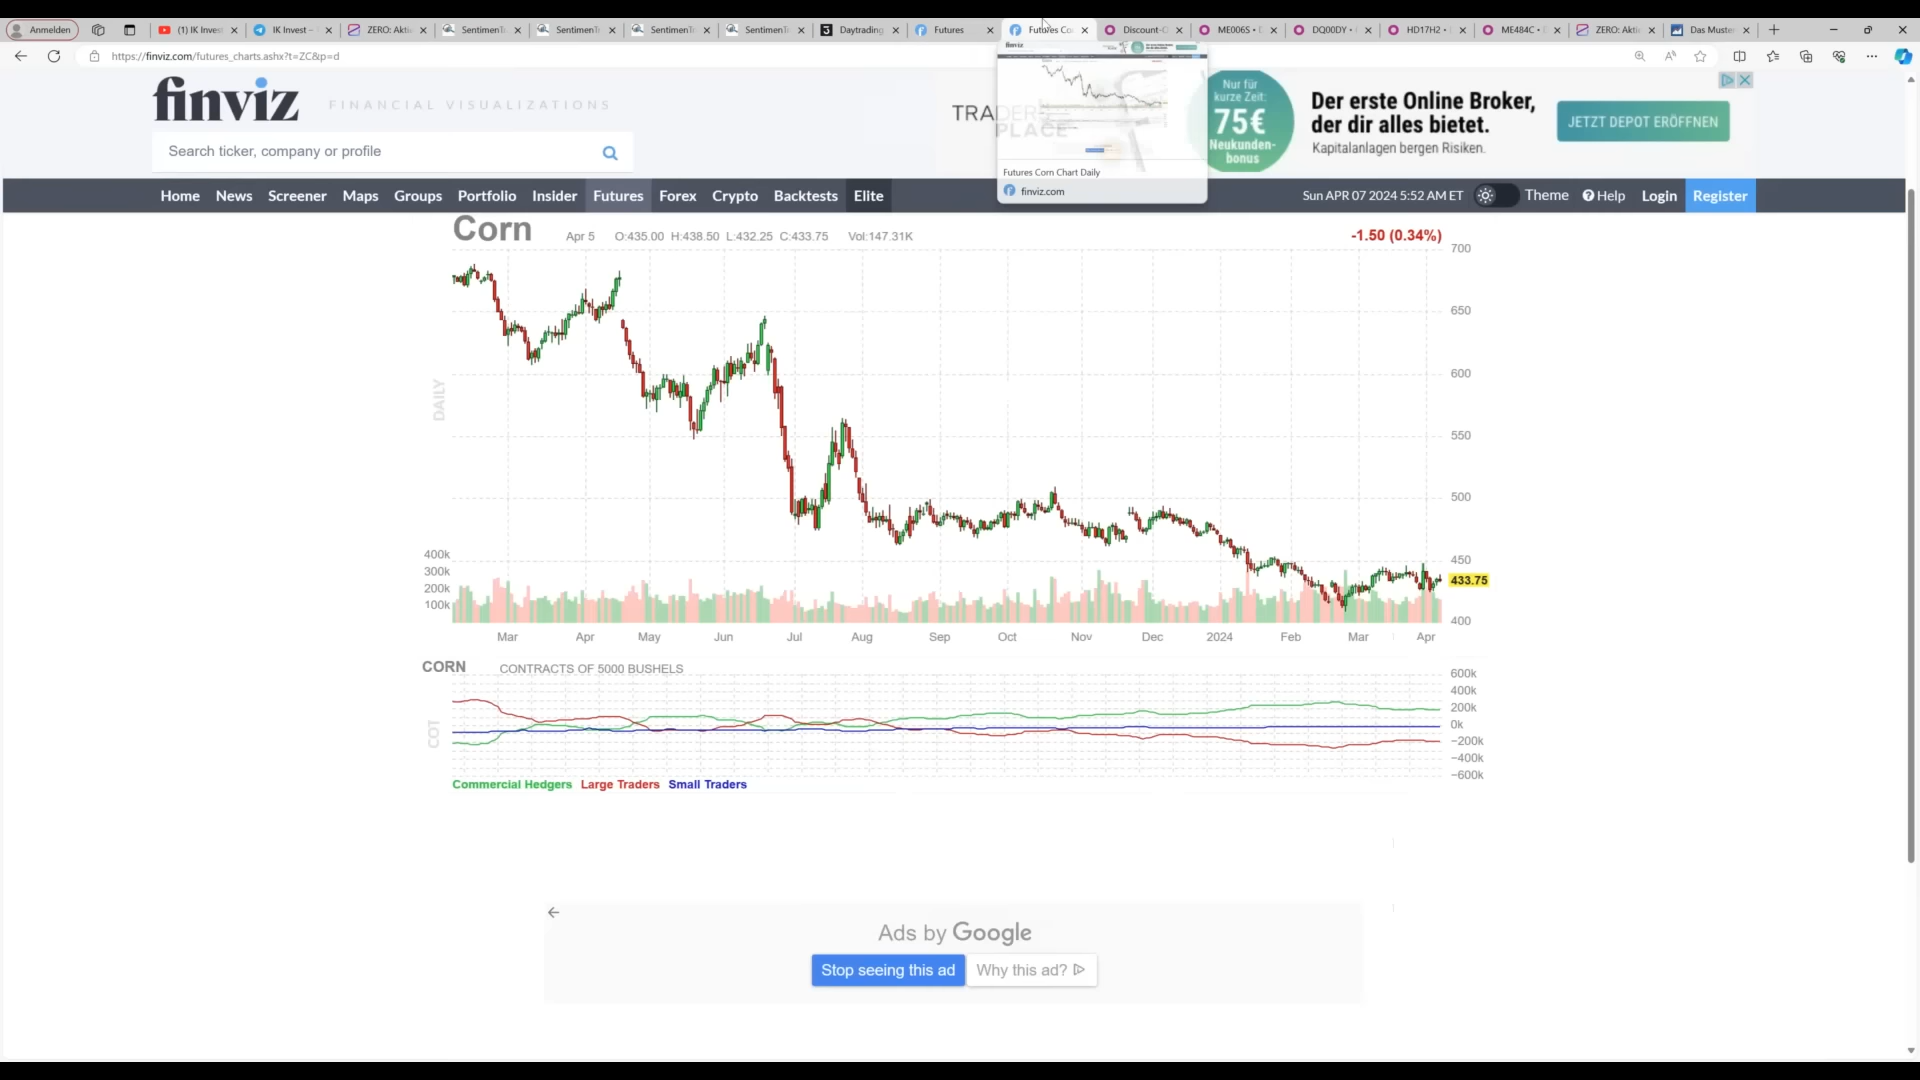 Anmelden
(1) IK Inves
IK Invest –
ZERO: Akti
SentimenT
SentimenT
SentimenT
SentimenT
Daytrading
Futures
Futures Co
Discount-C
ME006S •
DQ00DY •
HD17H2 •
ME484C •
ZERO: Akti
Das Muste
https://finviz.com/futures_charts.ashx?t=ZC&p=d
finviz
FINANCIAL VISUALIZATIONS
Search ticker, company or profile
TRADERS
PLACE
Futures Corn Chart Daily
finviz.com
Nur für
kurze Zeit:
75€
Neukunden-
bonus
Der erste Online Broker,
der dir alles bietet.
Kapitalanlagen bergen Risiken.
JETZT DEPOT ERÖFFNEN
Home News Screener Maps Groups Portfolio Insider Futures Forex Crypto Backtests Elite
Sun APR 07 2024 5:52 AM ET Theme Help Login Register
Corn Apr 5 O:435.00 H:438.50 L:432.25 C:433.75 Vol:147.31K -1.50 (0.34%)
DAILY
700
650
600
550
500
450
433.75
400
400k
300k
200k
100k
Mar Apr May Jun Jul Aug Sep Oct Nov Dec 2024 Feb Mar Apr
CORN CONTRACTS OF 5000 BUSHELS
COT
600k
400k
200k
0k
−200k
−400k
−600k
Commercial Hedgers Large Traders Small Traders
Ads by Google
Stop seeing this ad Why this ad?